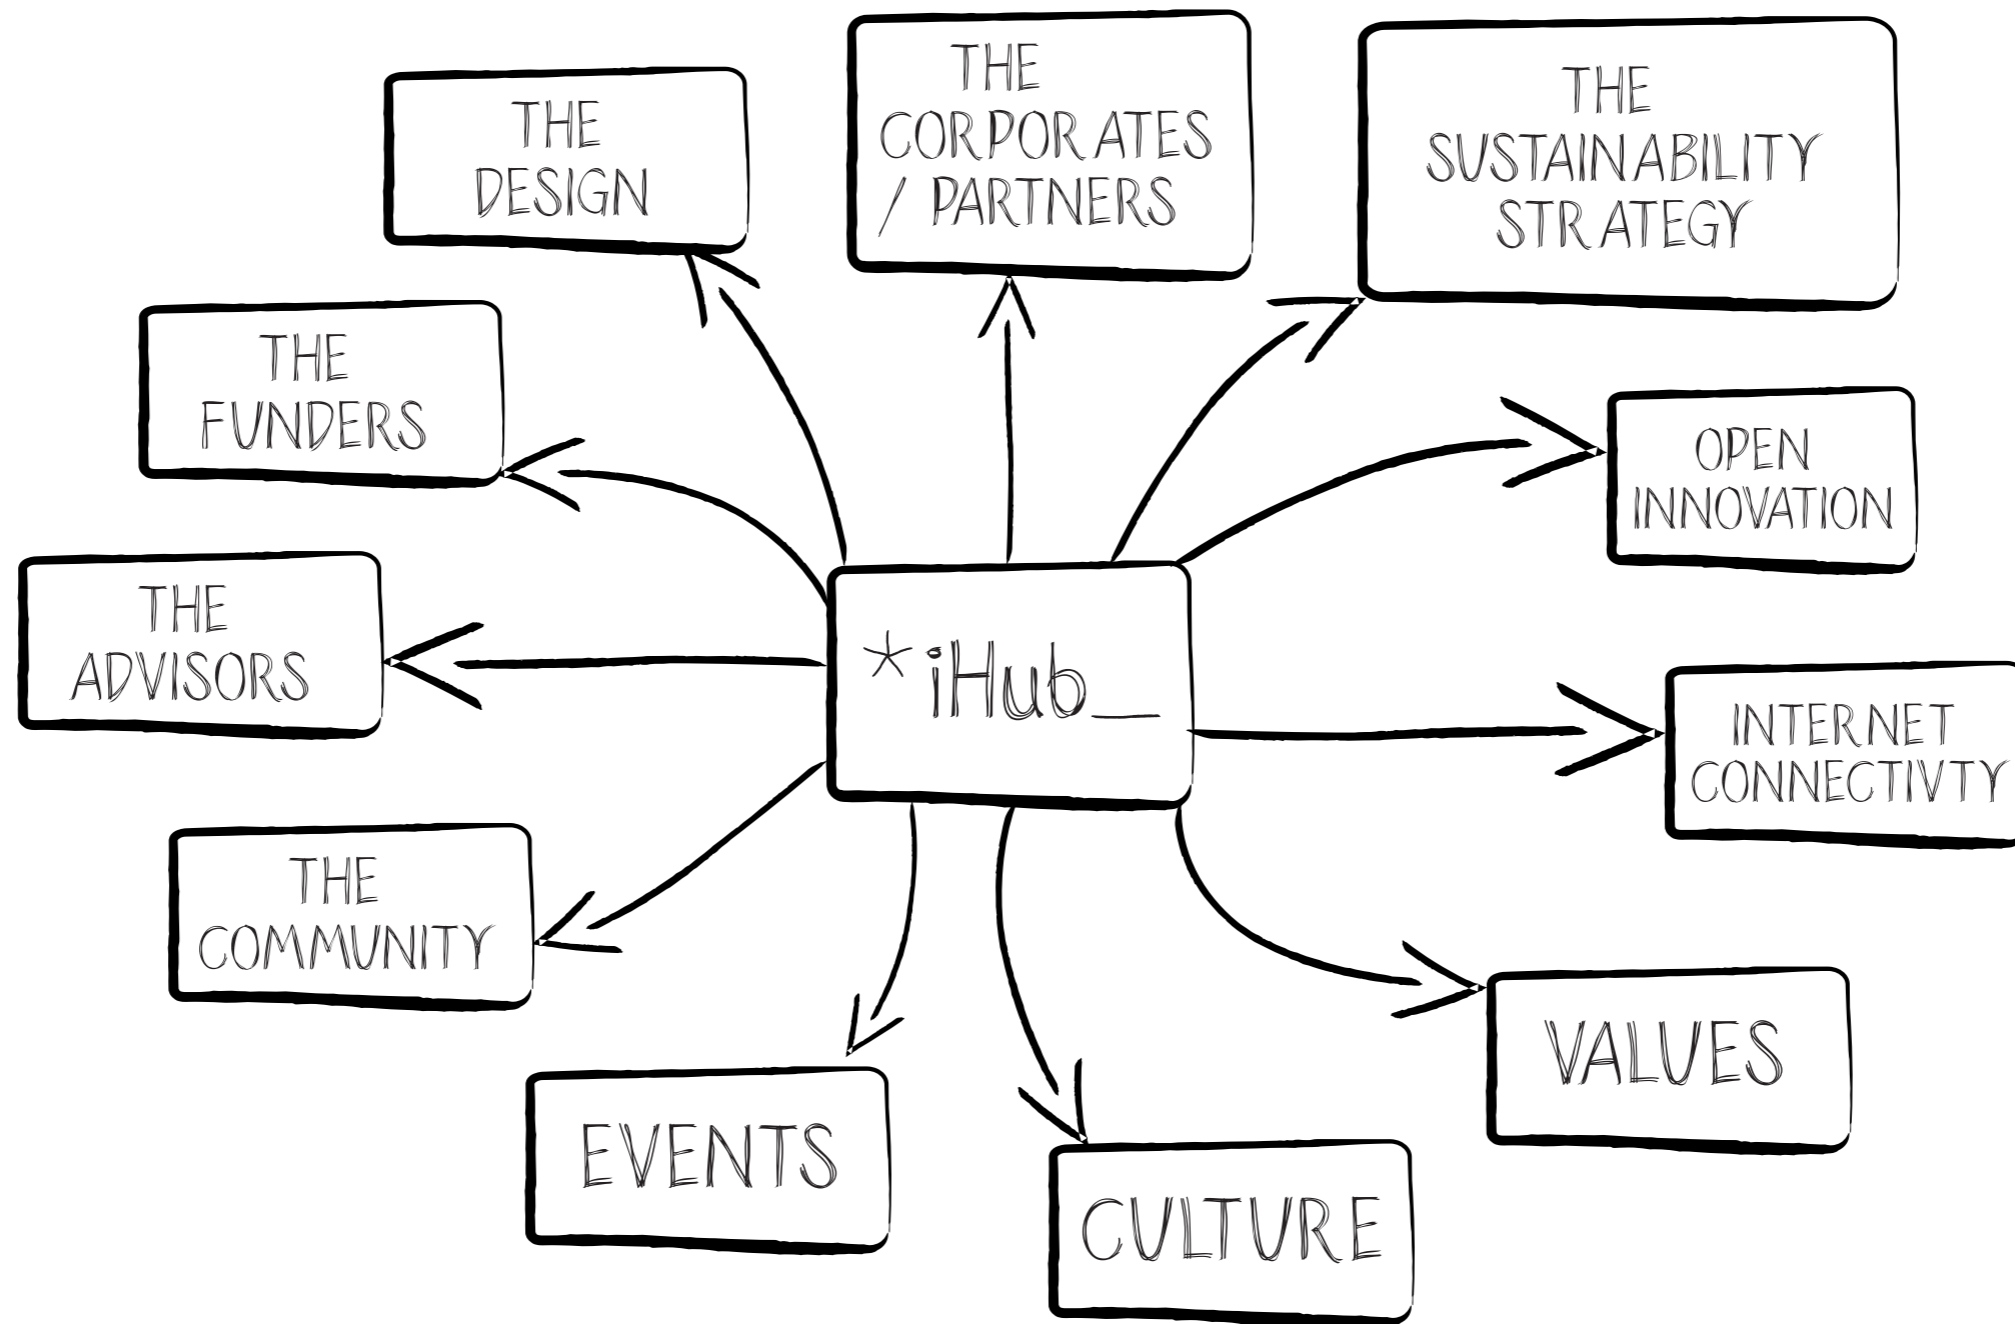 THE
DESIGN
THE
CORPORATES
/ PARTNERS
THE
SUSTAINABILITY
STRATEGY
THE
FUNDERS
OPEN
INNOVATION
THE
ADVISORS
*iHub_
INTERNET
CONNECTIVTY
THE
COMMUNITY
EVENTS
CULTURE
VALUES